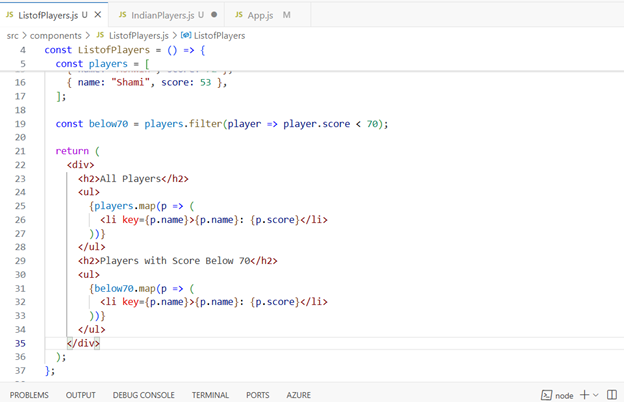 JS ListofPlayers.js U X JS IndianPlayers.js U ● JS App.js M
src > components > JS ListofPlayers.js > ListofPlayers
4 const ListofPlayers = () => {
5 const players = [
16 { name: "Shami", score: 53 },
17 ];
18
19 const below70 = players.filter(player => player.score < 70);
20
21 return (
22 <div>
23 <h2>All Players</h2>
24 <ul>
25 {players.map(p => (
26 <li key={p.name}>{p.name}: {p.score}</li>
27 ))}
28 </ul>
29 <h2>Players with Score Below 70</h2>
30 <ul>
31 {below70.map(p => (
32 <li key={p.name}>{p.name}: {p.score}</li>
33 ))}
34 </ul>
35 </div>
36 );
37 };
PROBLEMS OUTPUT DEBUG CONSOLE TERMINAL PORTS AZURE node